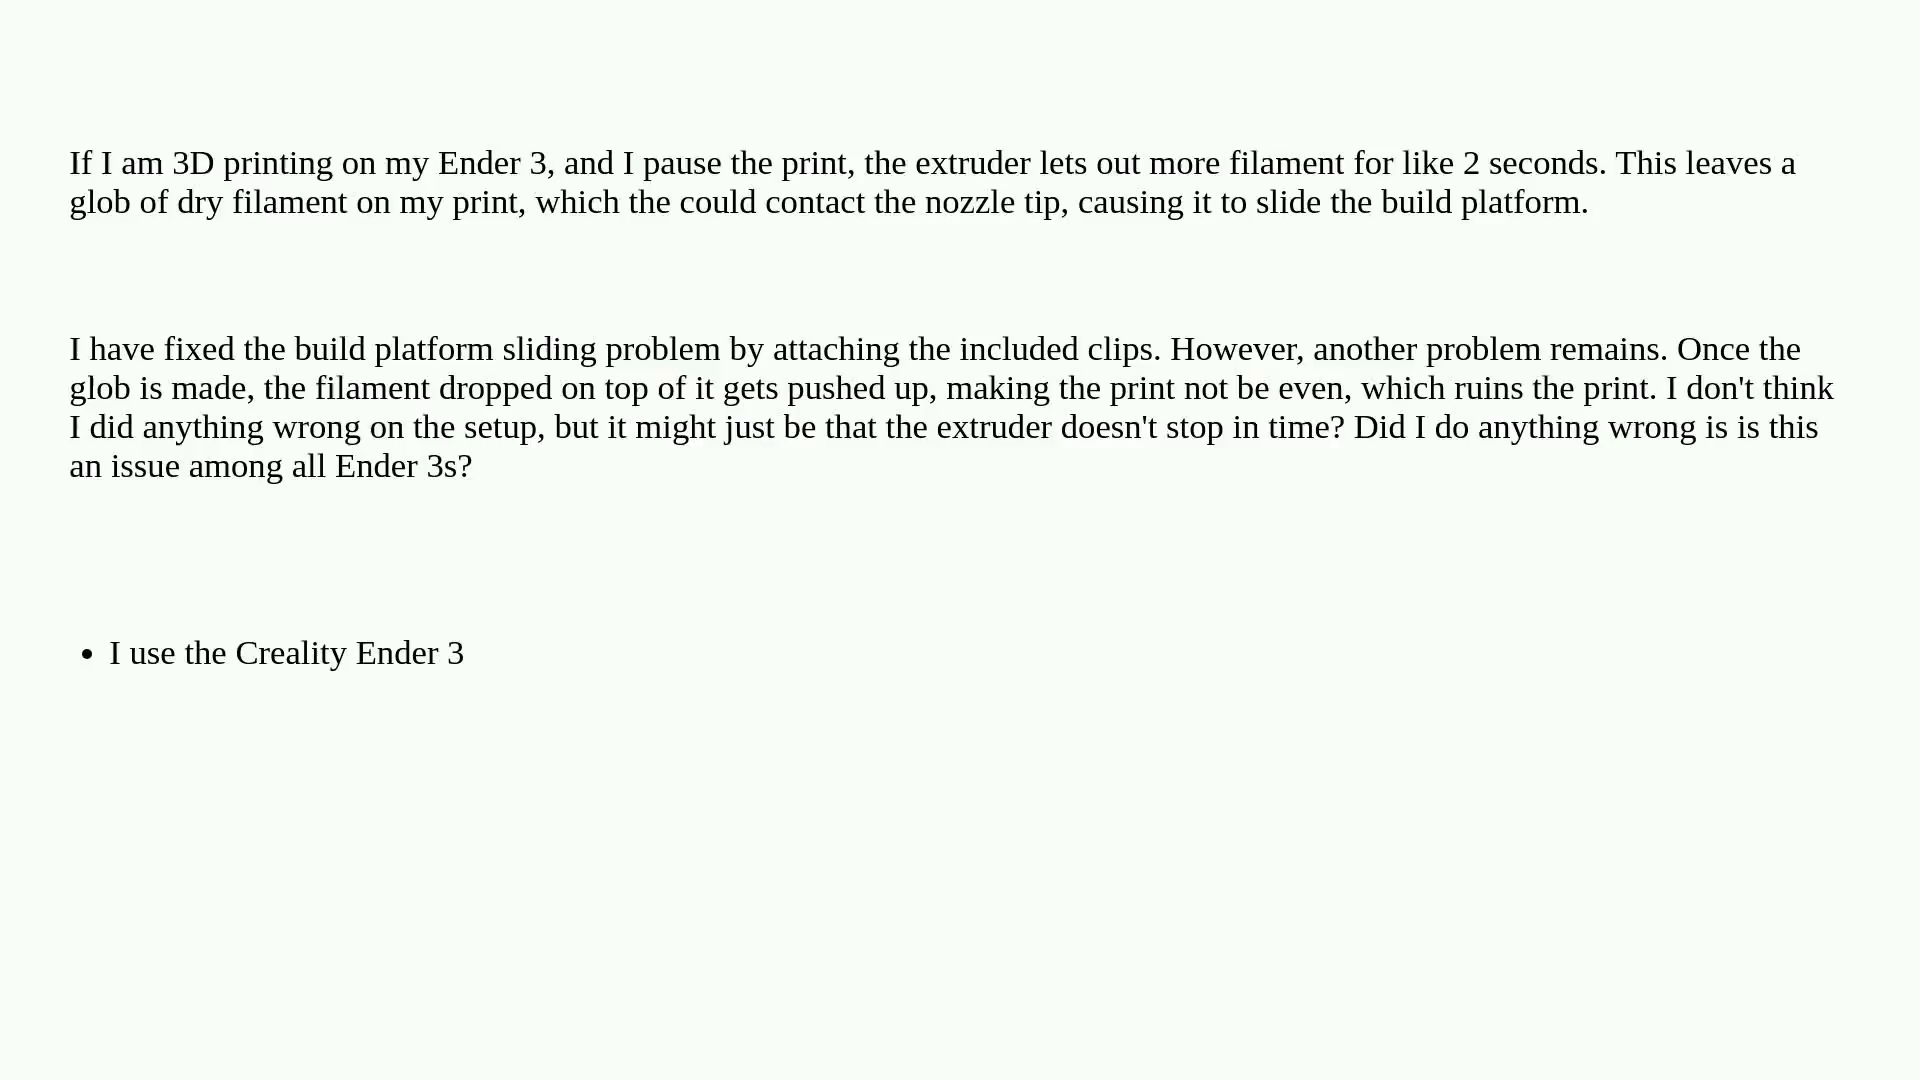 If I am 3D printing on my Ender 3, and I pause the print, the extruder lets out more filament for like 2 seconds. This leaves a
glob of dry filament on my print, which the could contact the nozzle tip, causing it to slide the build platform.
I have fixed the build platform sliding problem by attaching the included clips. However, another problem remains. Once the
glob is made, the filament dropped on top of it gets pushed up, making the print not be even, which ruins the print. I don't think
I did anything wrong on the setup, but it might just be that the extruder doesn't stop in time? Did I do anything wrong is is this
an issue among all Ender 3s?
• I use the Creality Ender 3